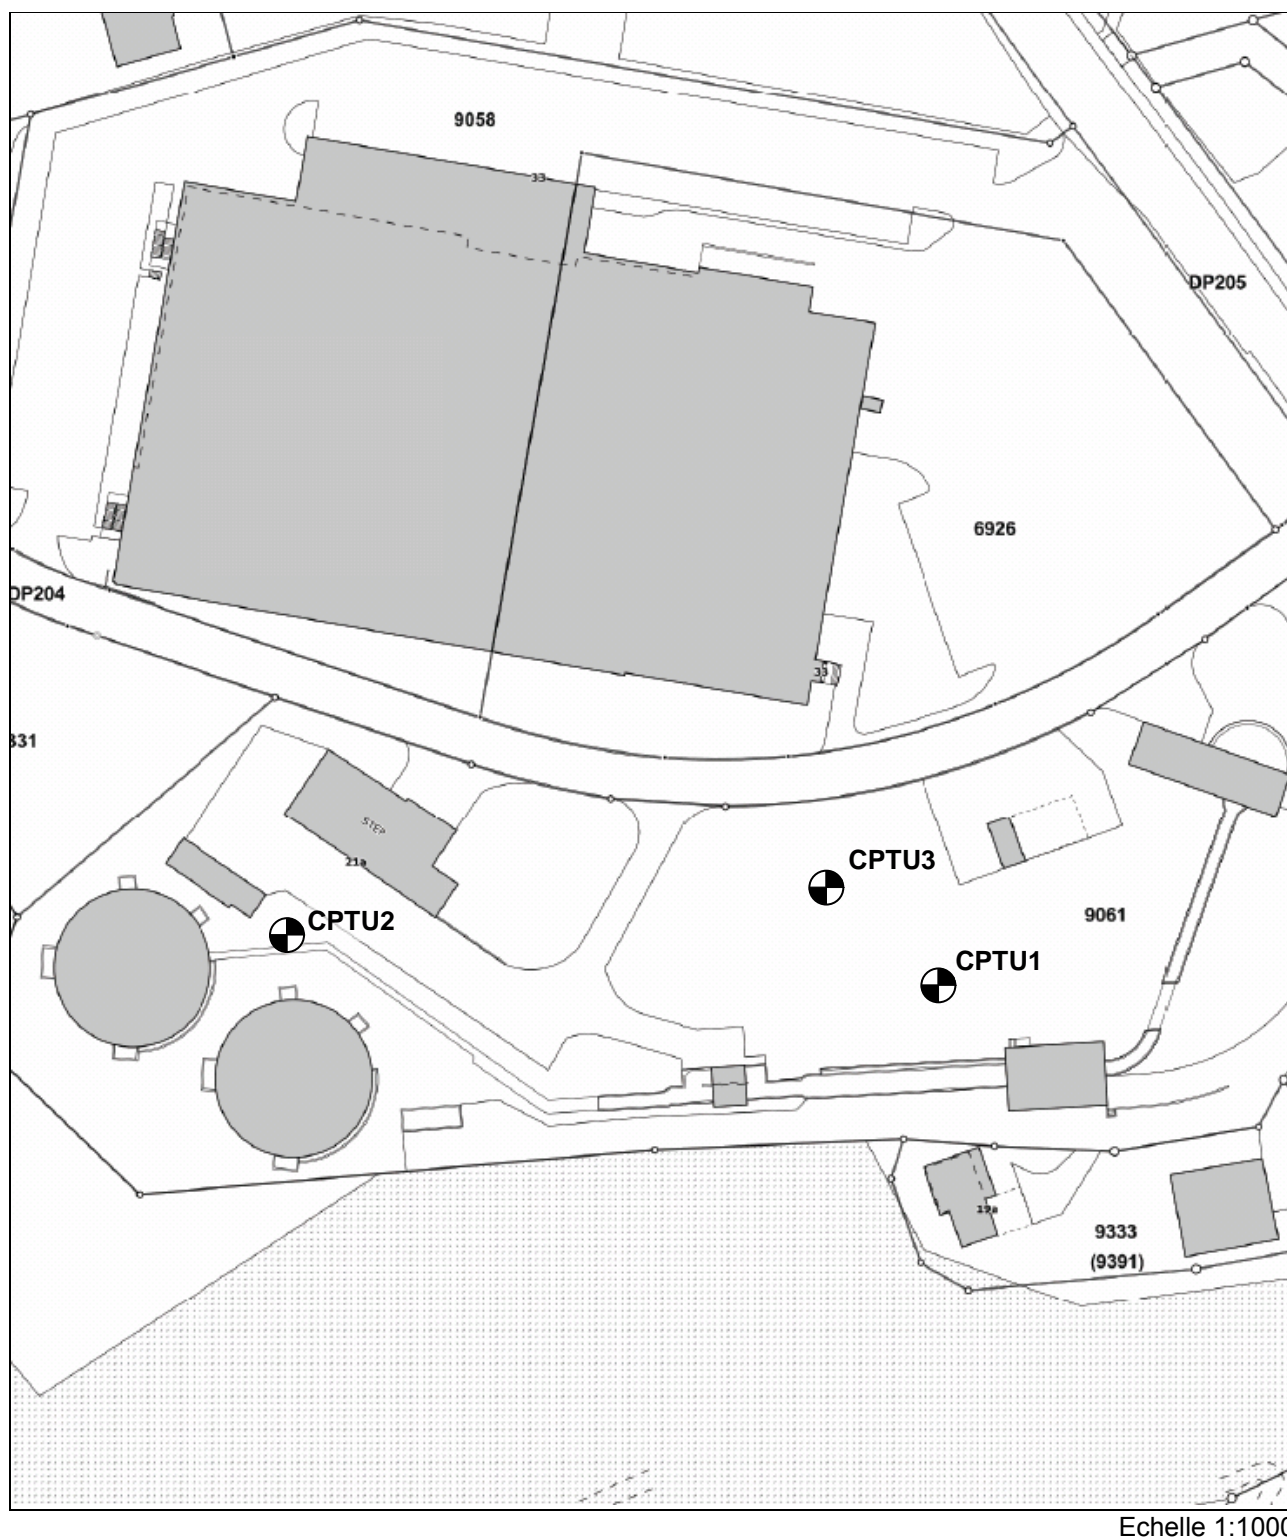 9058
33
DP205
6926
DP204
33
331
STEP
21a
CPTU3
CPTU2
9061
CPTU1
19a
9333
(9391)
Echelle 1:1000